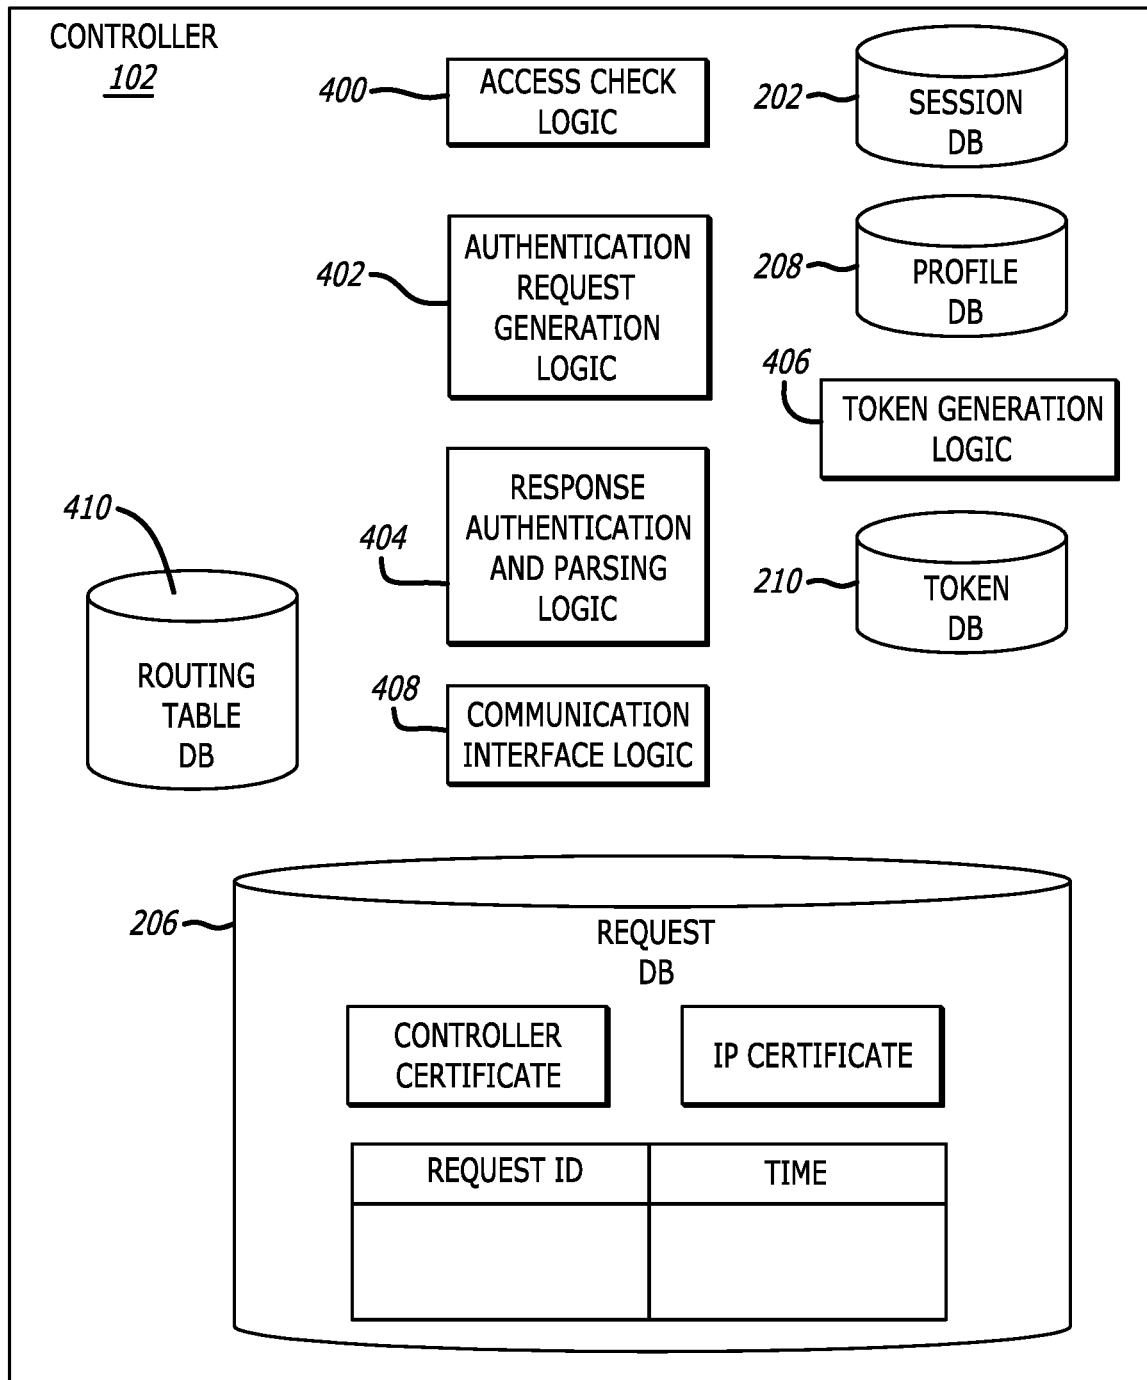 CONTROLLER
102
400
ACCESS CHECK
LOGIC
202
SESSION
DB
402
AUTHENTICATION
REQUEST
GENERATION
LOGIC
208
PROFILE
DB
406
TOKEN GENERATION
LOGIC
410
ROUTING
TABLE
DB
404
RESPONSE
AUTHENTICATION
AND PARSING
LOGIC
210
TOKEN
DB
408
COMMUNICATION
INTERFACE LOGIC
206
REQUEST
DB
CONTROLLER
CERTIFICATE
IP CERTIFICATE
REQUEST ID
TIME